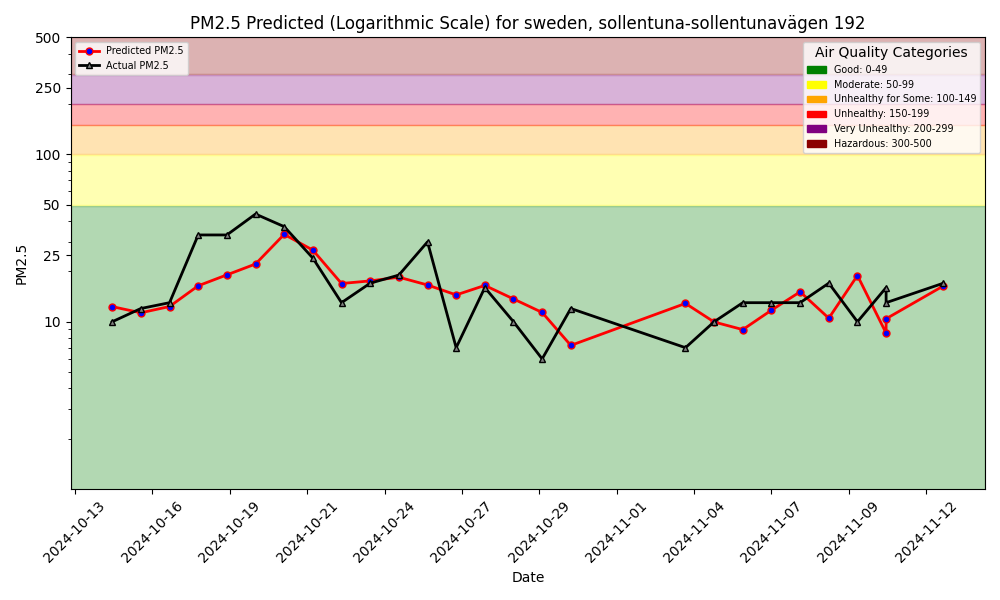 PM2.5 Predicted (Logarithmic Scale) for sweden, sollentuna-sollentunavägen 192
Predicted PM2.5
Actual PM2.5
Air Quality Categories
Good: 0-49
Moderate: 50-99
Unhealthy for Some: 100-149
Unhealthy: 150-199
Very Unhealthy: 200-299
Hazardous: 300-500
500
250
100
50
25
10
PM2.5
2024-10-13
2024-10-16
2024-10-19
2024-10-21
2024-10-24
2024-10-27
2024-10-29
2024-11-01
2024-11-04
2024-11-07
2024-11-09
2024-11-12
Date